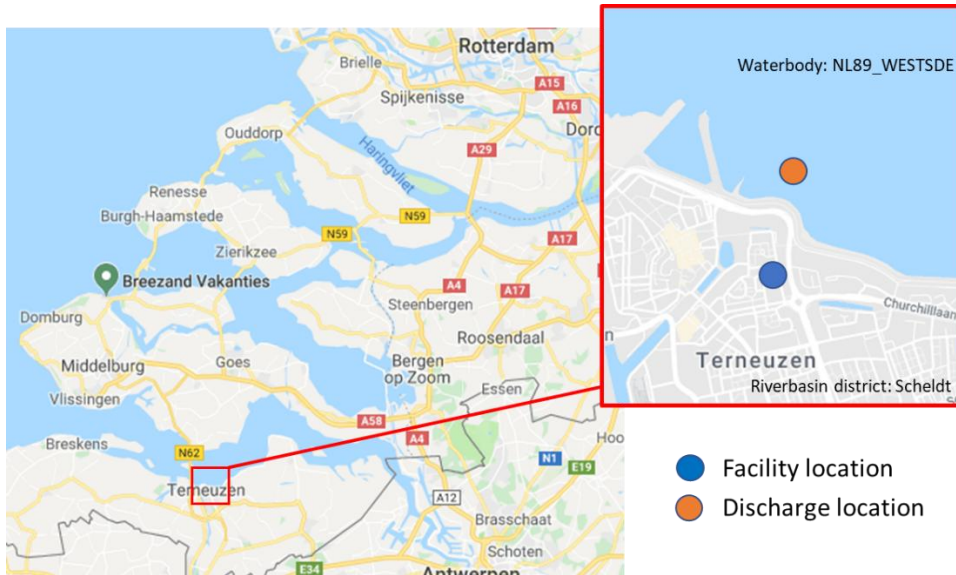 Rotterdam
Brielle
A15
Spijkenisse
A16
Ouddorp
A29
Haringvliet
Renesse
N59
Burgh-Haamstede
N59
A17
Zierikzee
A4
Breezand Vakanties
Steenbergen
A17
Domburg
Roosendaal
Middelburg
Goes
Bergen
op Zoom
Vlissingen
Essen
A58
Breskens
A4
N62
N1
E19
Terneuzen
A12
Brasschaat
Schoten
E34
Antwerpen
Waterbody: NL89_WESTSDE
Churchilllaan
Terneuzen
Riverbasin district: Scheldt
Facility location
Discharge location